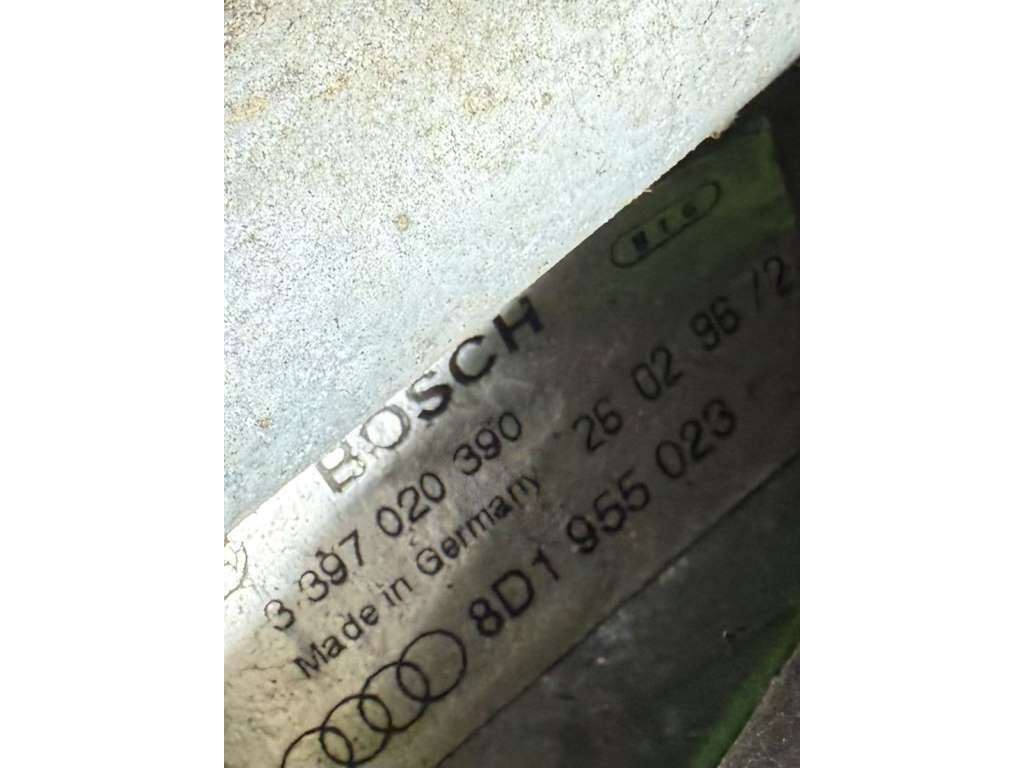 BOSCH
3 397 020 390 26 02 96 / 2
Made in Germany
8D1 955 023